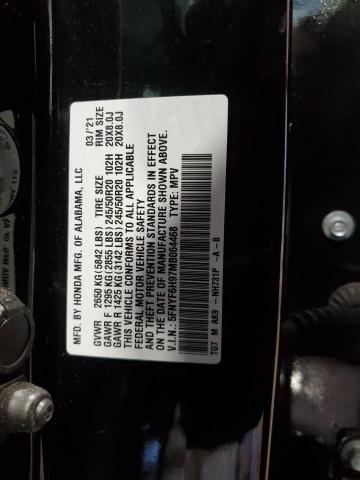 MFD. BY HONDA MFG. OF ALABAMA, LLC 03/'21
GVWR 2650 KG(5842 LBS) TIRE SIZE RIM SIZE
GAWR F 1295 KG(2855 LBS) 245/50R20 102H 20X8.0J
GAWR R 1425 KG(3142 LBS) 245/50R20 102H 20X8.0J
THIS VEHICLE CONFORMS TO ALL APPLICABLE
FEDERAL MOTOR VEHICLE SAFETY
AND THEFT PREVENTION STANDARDS IN EFFECT
ON THE DATE OF MANUFACTURE SHOWN ABOVE.
V.I.N.: 5FNYF6H97MB064468 TYPE: MPV
TG7 M AK9 - NH731P -A -B